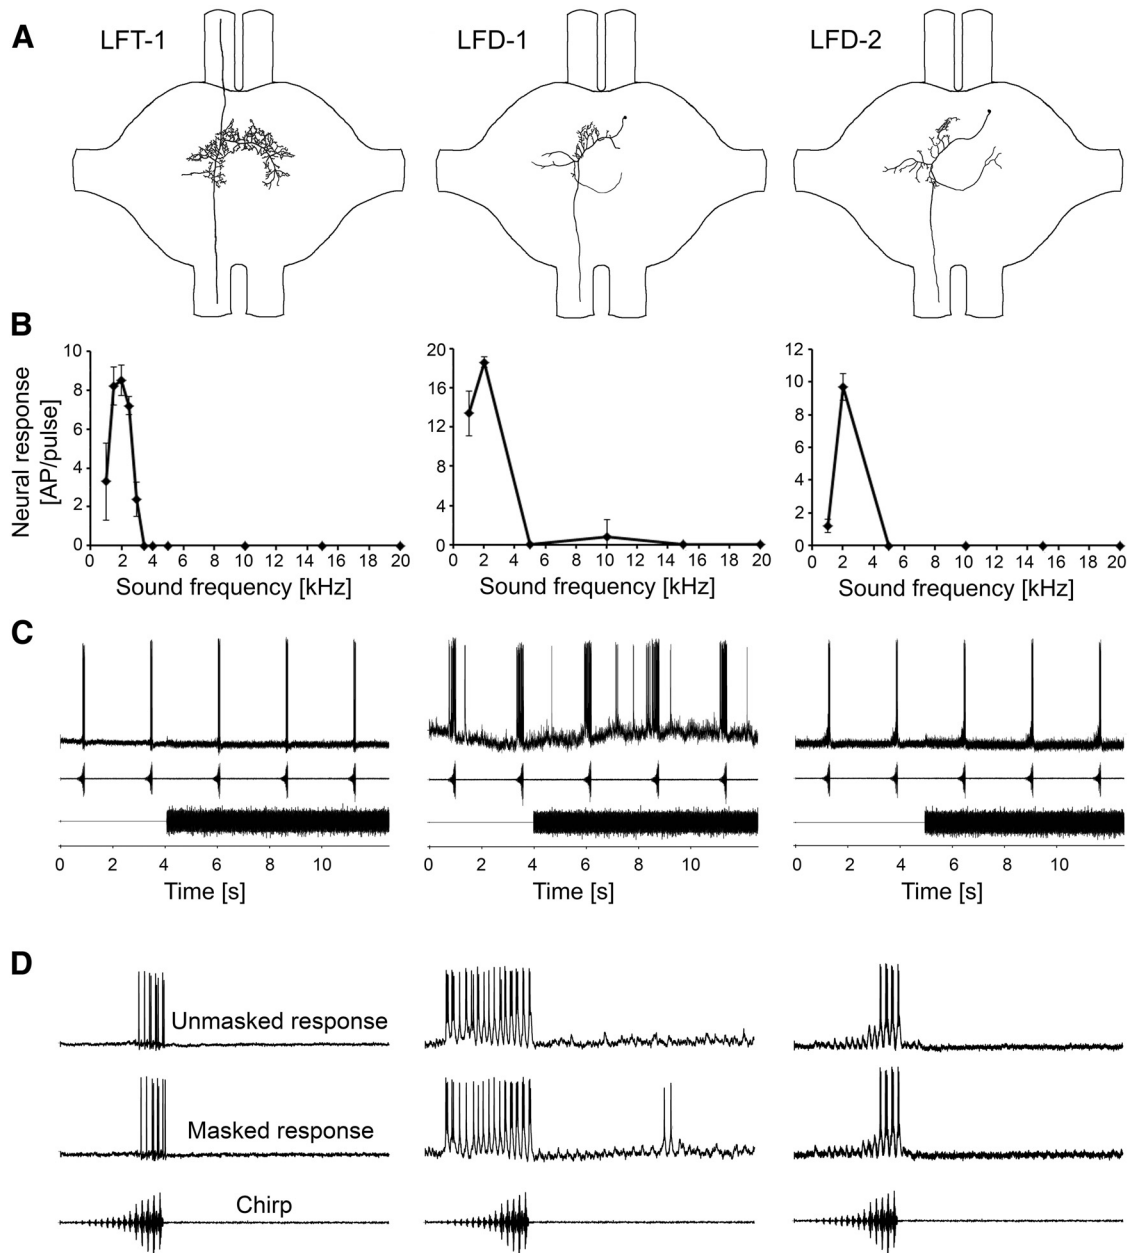 A
LFT-1
LFD-1
LFD-2
B
Neural response
[AP/pulse]
10
8
6
4
2
0
0 2 4 6 8 10 12 14 16 18 20
Sound frequency [kHz]
20
16
12
8
4
0
0 2 4 6 8 10 12 14 16 18 20
Sound frequency [kHz]
12
10
8
6
4
2
0
0 2 4 6 8 10 12 14 16 18 20
Sound frequency [kHz]
C
0 2 4 6 8 10
Time [s]
0 2 4 6 8 10
Time [s]
0 2 4 6 8 10
Time [s]
D
Unmasked response
Masked response
Chirp